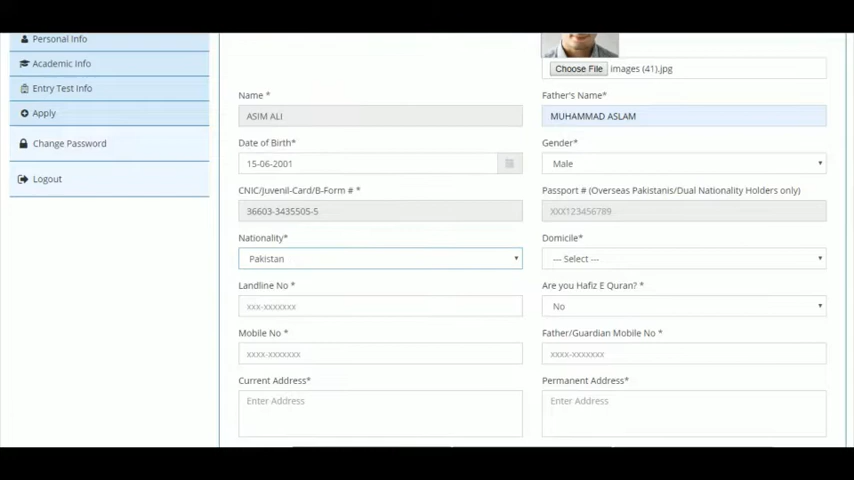 Personal Info
Academic Info
Entry Test Info
Apply
Change Password
Logout
Choose File images (41).jpg
Name * Father's Name*
ASIM ALI MUHAMMAD ASLAM
Date of Birth* Gender*
15-06-2001 Male
CNIC/Juvenil-Card/B-Form # * Passport # (Overseas Pakistanis/Dual Nationality Holders only)
36603-3435505-5 XXX123456789
Nationality* Domicile*
Pakistan --- Select ---
Landline No * Are you Hafiz E Quran? *
xxx-xxxxxxx No
Mobile No * Father/Guardian Mobile No *
xxxx-xxxxxxx xxxx-xxxxxxx
Current Address* Permanent Address*
Enter Address Enter Address